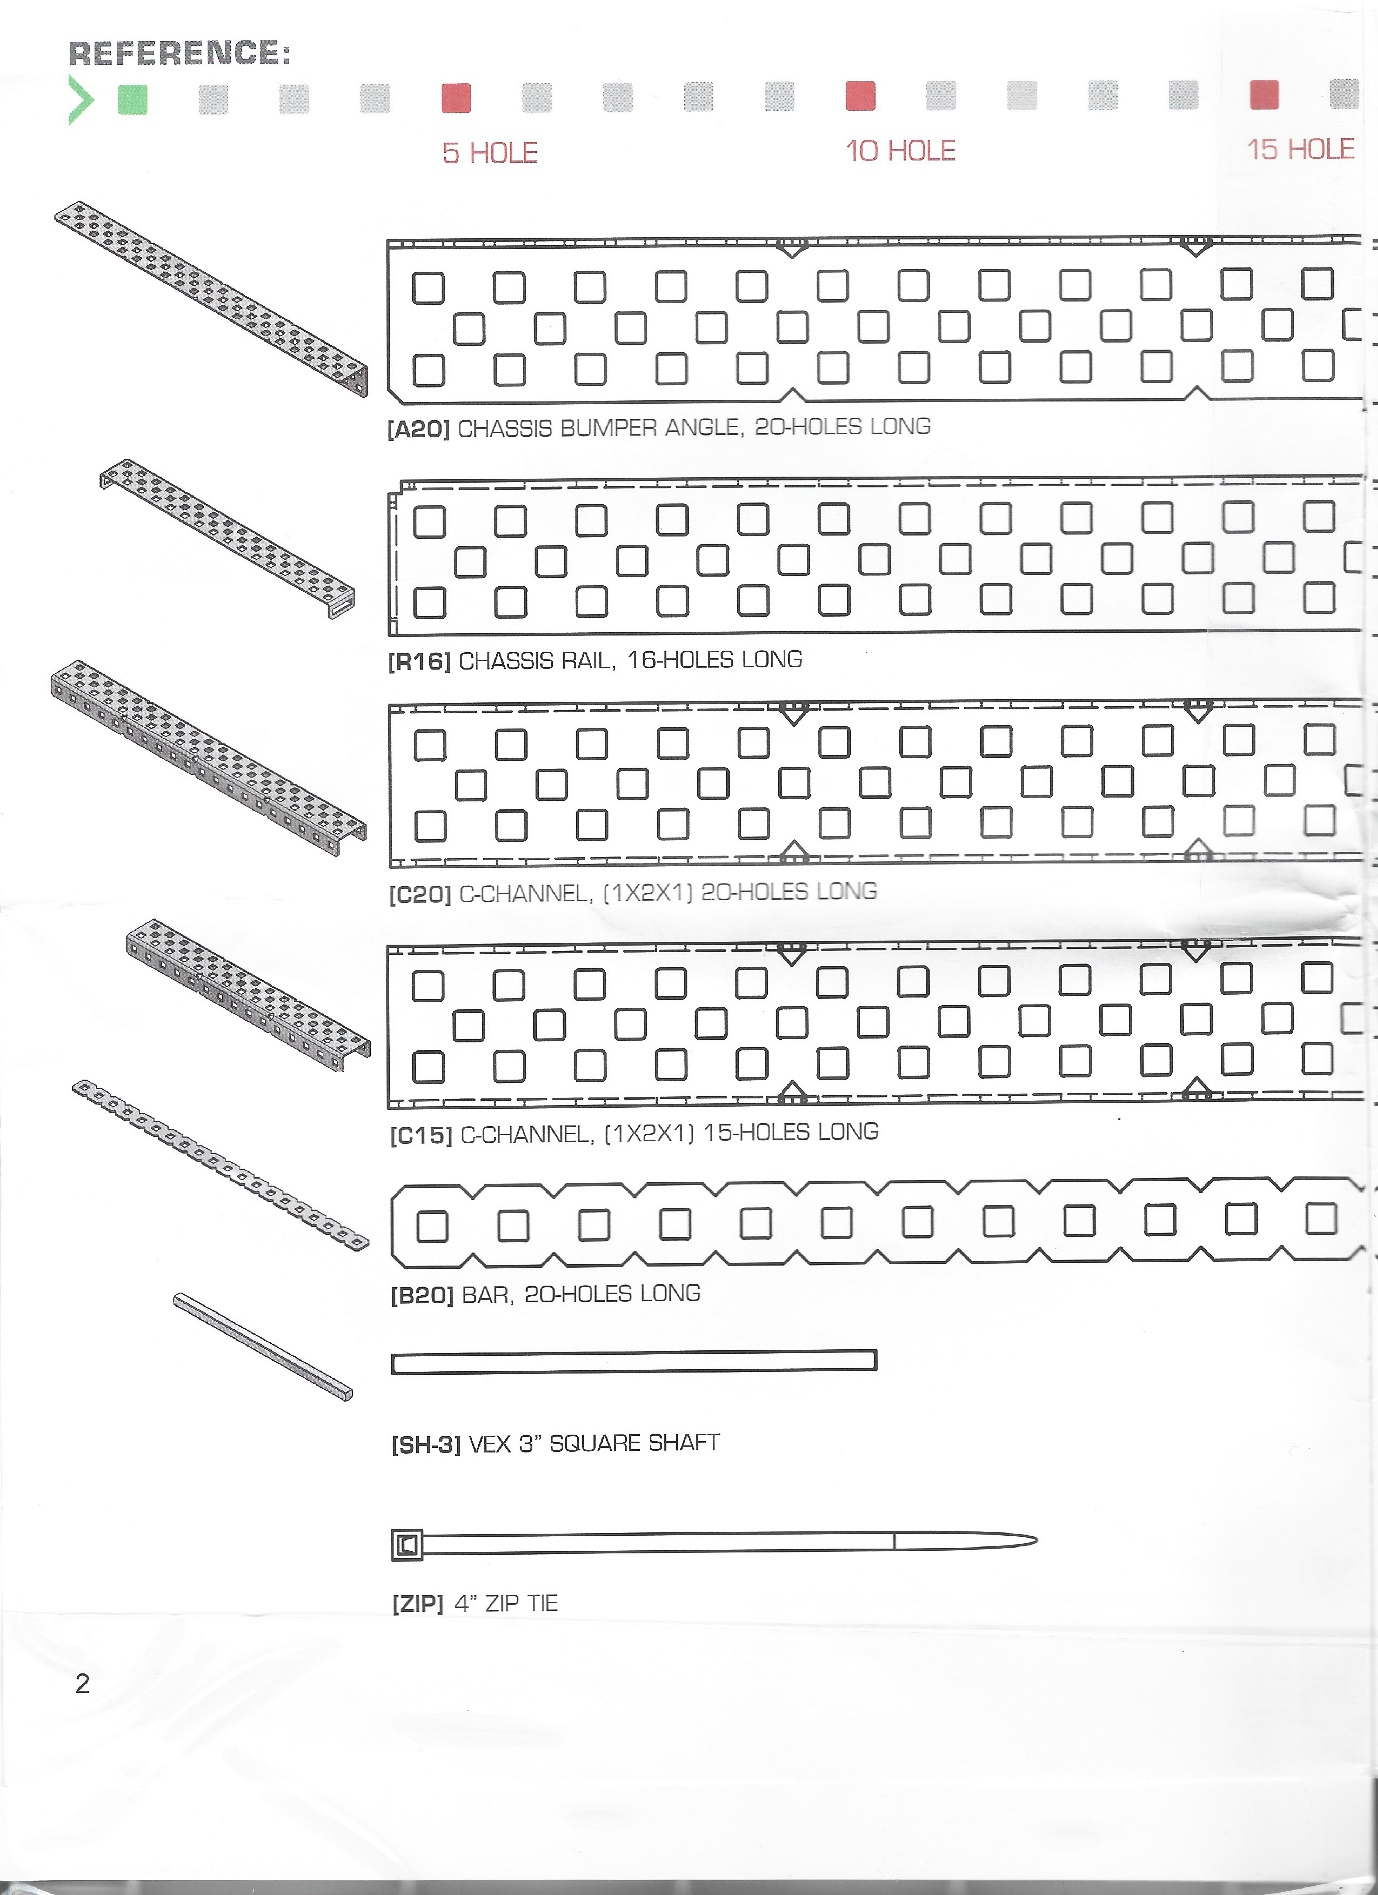 REFERENCE:
5 HOLE 10 HOLE 15 HOLE
[A20] CHASSIS BUMPER ANGLE, 20-HOLES LONG
[R16] CHASSIS RAIL, 16-HOLES LONG
[C20] C-CHANNEL, (1X2X1) 20-HOLES LONG
[C15] C-CHANNEL, (1X2X1) 15-HOLES LONG
[B20] BAR, 20-HOLES LONG
[SH-3] VEX 3” SQUARE SHAFT
[ZIP] 4” ZIP TIE
2